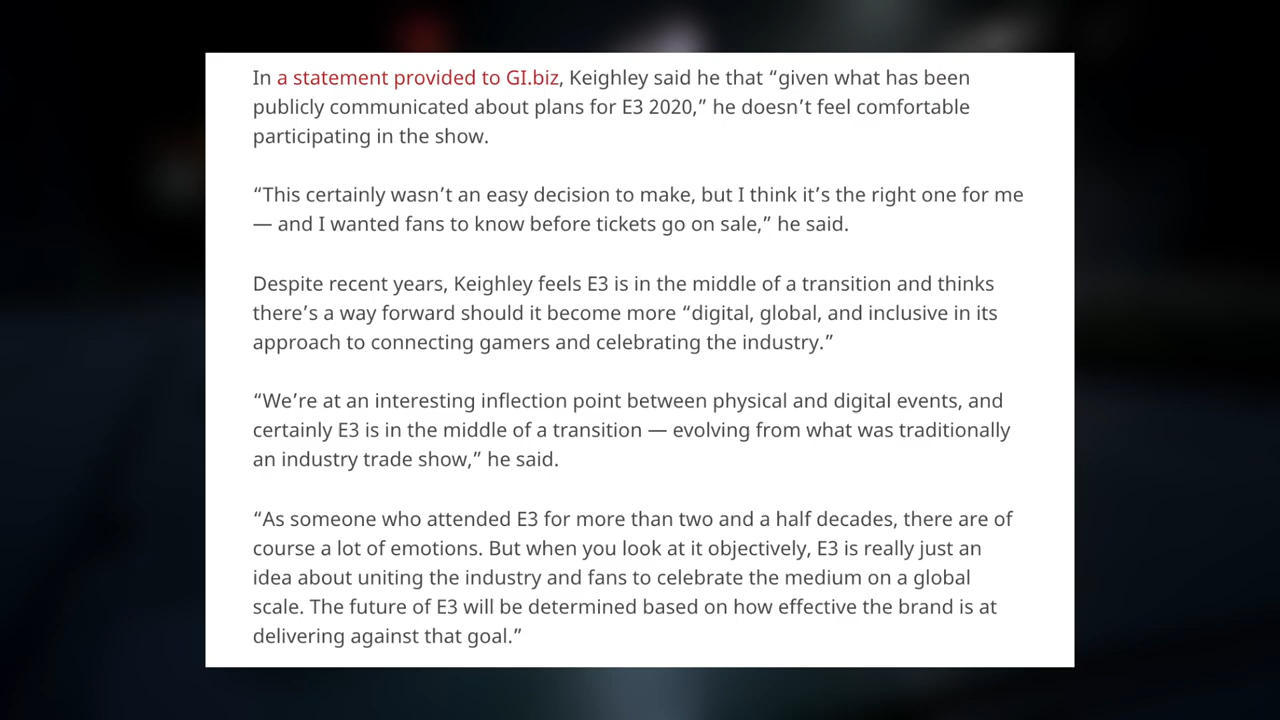 In a statement provided to GI.biz, Keighley said he that “given what has been
publicly communicated about plans for E3 2020,” he doesn’t feel comfortable
participating in the show.
“This certainly wasn’t an easy decision to make, but I think it’s the right one for me
— and I wanted fans to know before tickets go on sale,” he said.
Despite recent years, Keighley feels E3 is in the middle of a transition and thinks
there’s a way forward should it become more “digital, global, and inclusive in its
approach to connecting gamers and celebrating the industry.”
“We’re at an interesting inflection point between physical and digital events, and
certainly E3 is in the middle of a transition — evolving from what was traditionally
an industry trade show,” he said.
“As someone who attended E3 for more than two and a half decades, there are of
course a lot of emotions. But when you look at it objectively, E3 is really just an
idea about uniting the industry and fans to celebrate the medium on a global
scale. The future of E3 will be determined based on how effective the brand is at
delivering against that goal.”